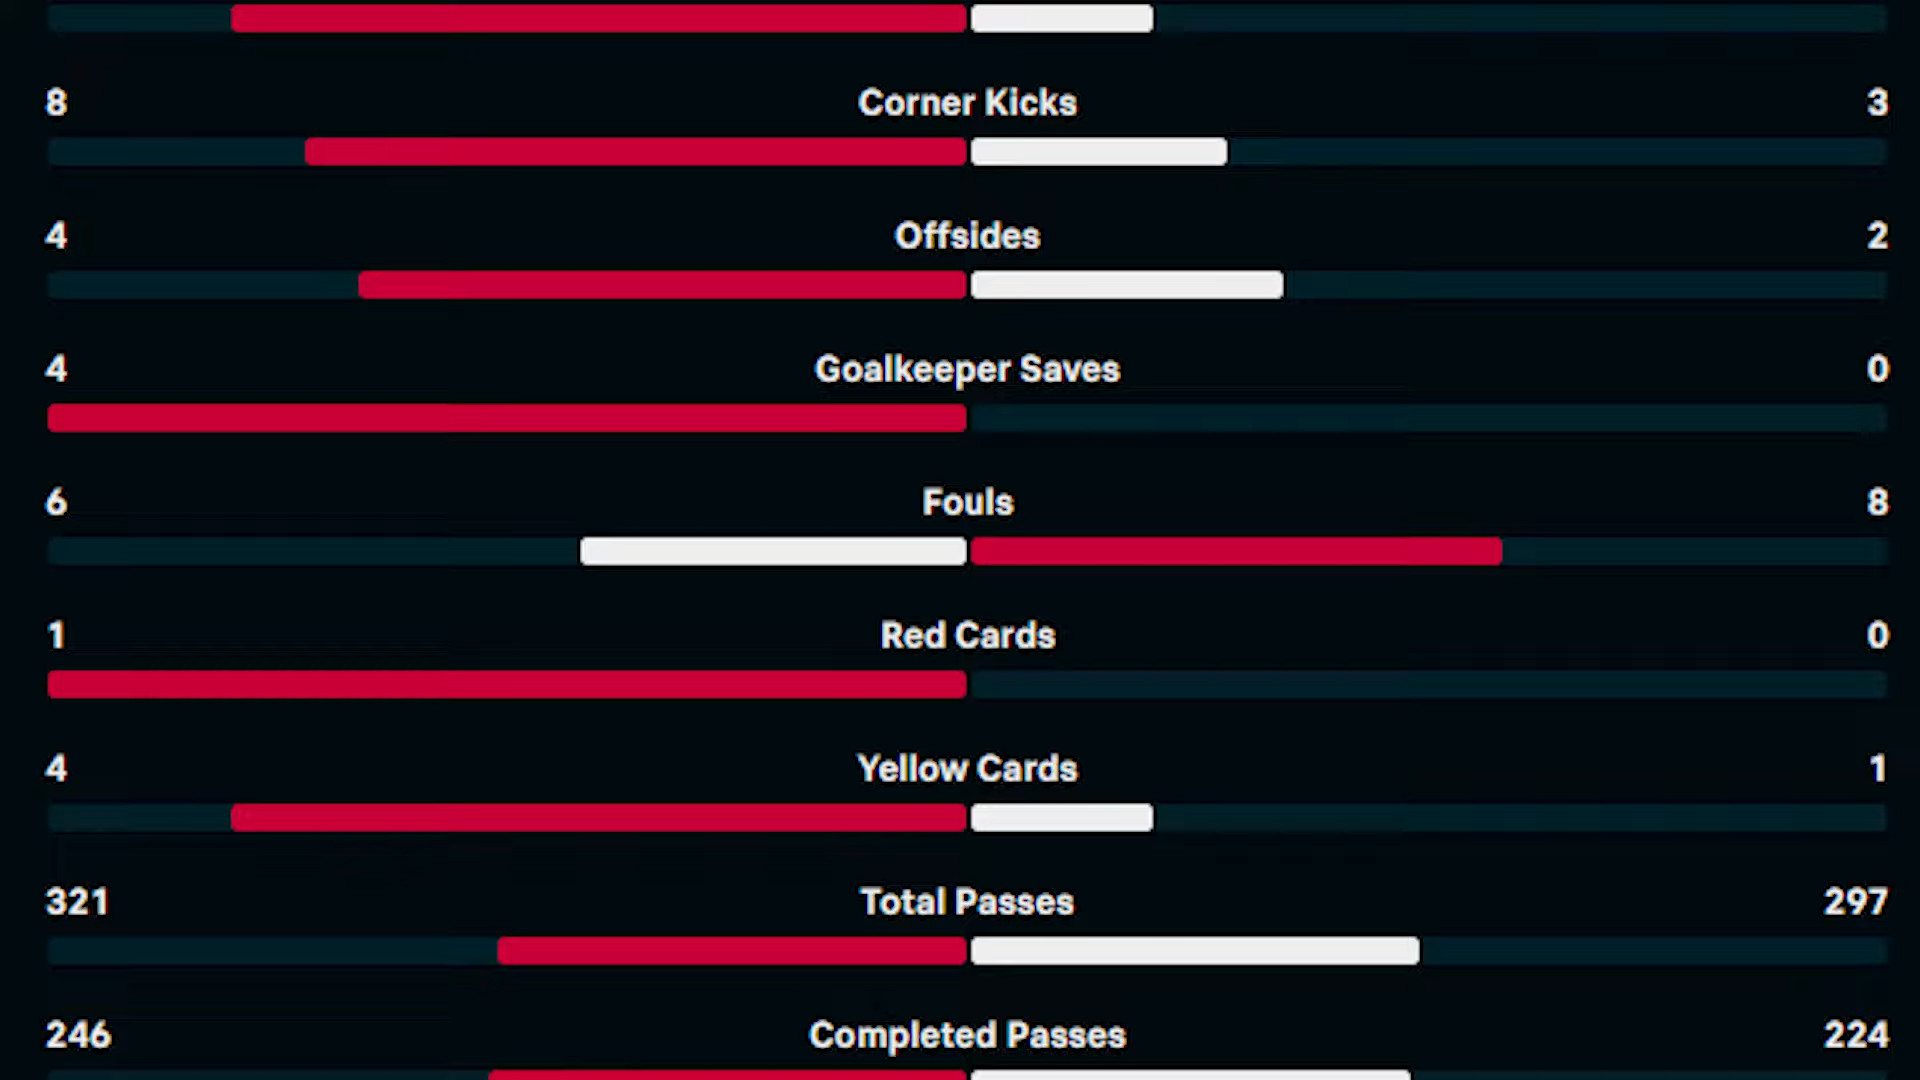 8 Corner Kicks 3
4 Offsides 2
4 Goalkeeper Saves 0
6 Fouls 8
1 Red Cards 0
4 Yellow Cards 1
321 Total Passes 297
246 Completed Passes 224